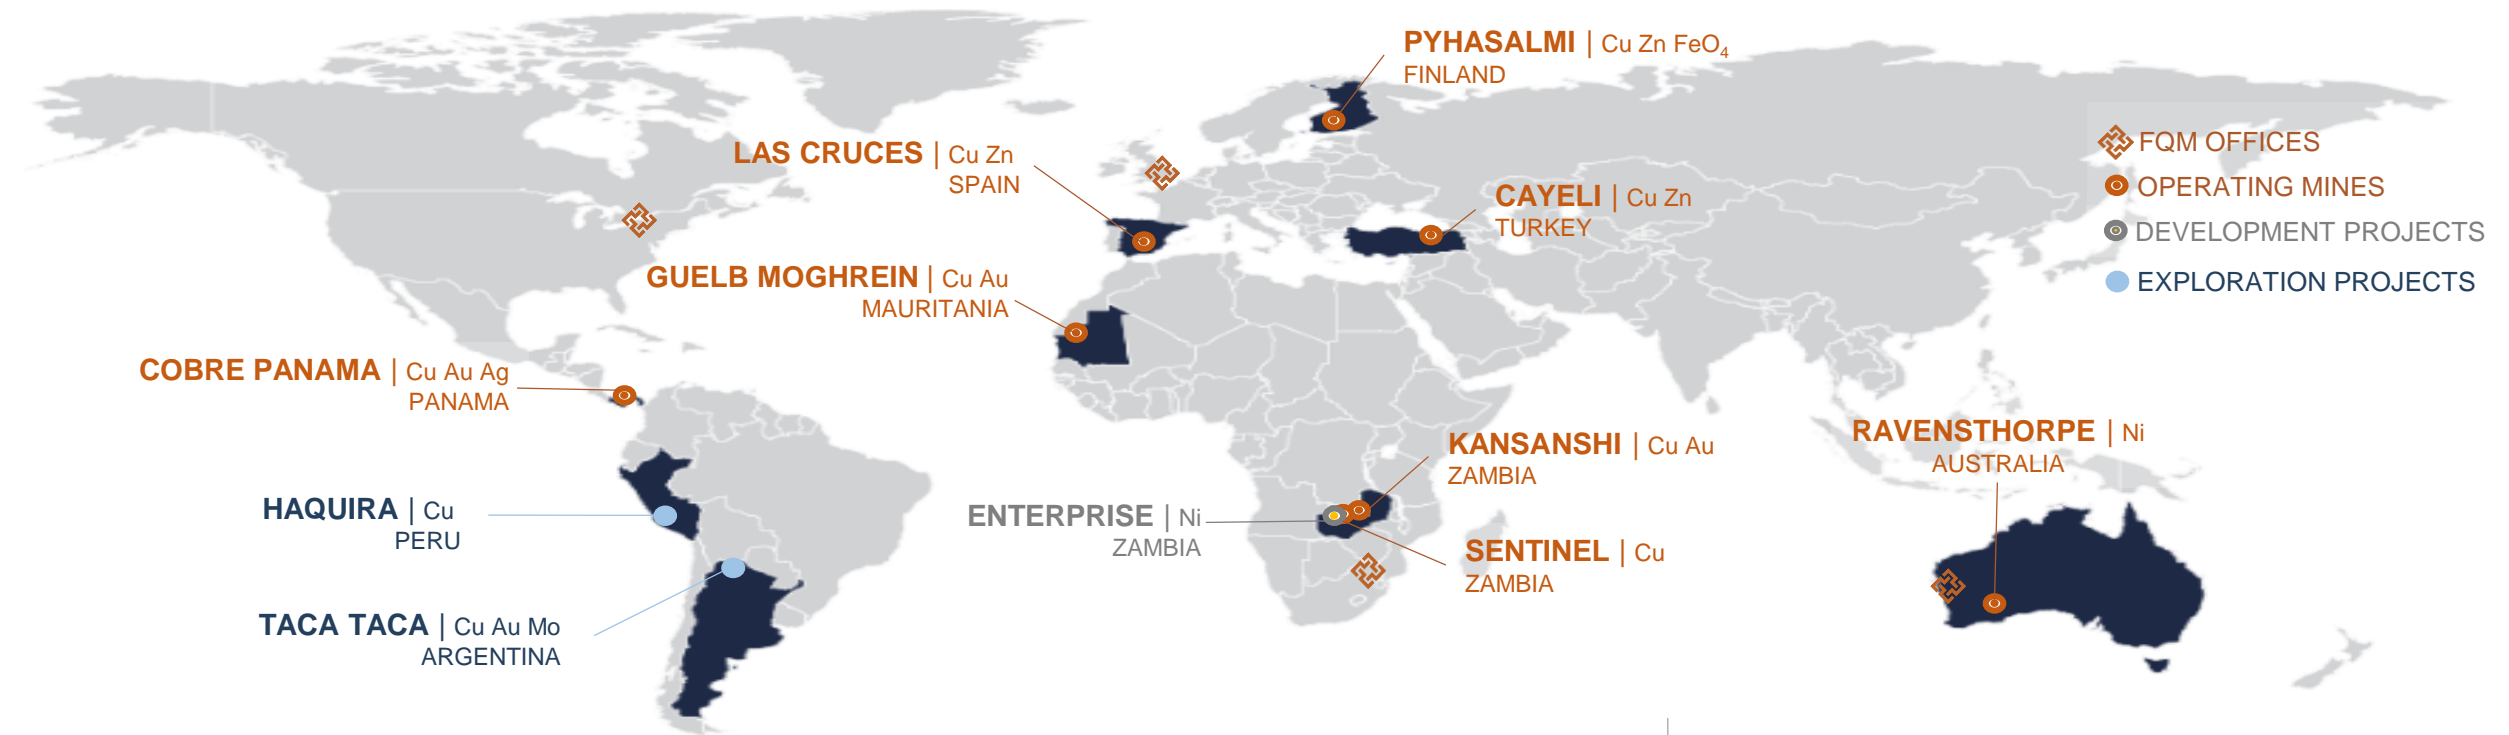 PYHASALMI | Cu Zn FeO₄
FINLAND
LAS CRUCES | Cu Zn
SPAIN
CAYELI | Cu Zn
TURKEY
GUELB MOGHREIN | Cu Au
MAURITANIA
COBRE PANAMA | Cu Au Ag
PANAMA
HAQUIRA | Cu
PERU
TACA TACA | Cu Au Mo
ARGENTINA
KANSANSHI | Cu Au
ZAMBIA
ENTERPRISE | Ni
ZAMBIA
SENTINEL | Cu
ZAMBIA
RAVENSTHORPE | Ni
AUSTRALIA
FQM OFFICES
OPERATING MINES
DEVELOPMENT PROJECTS
EXPLORATION PROJECTS